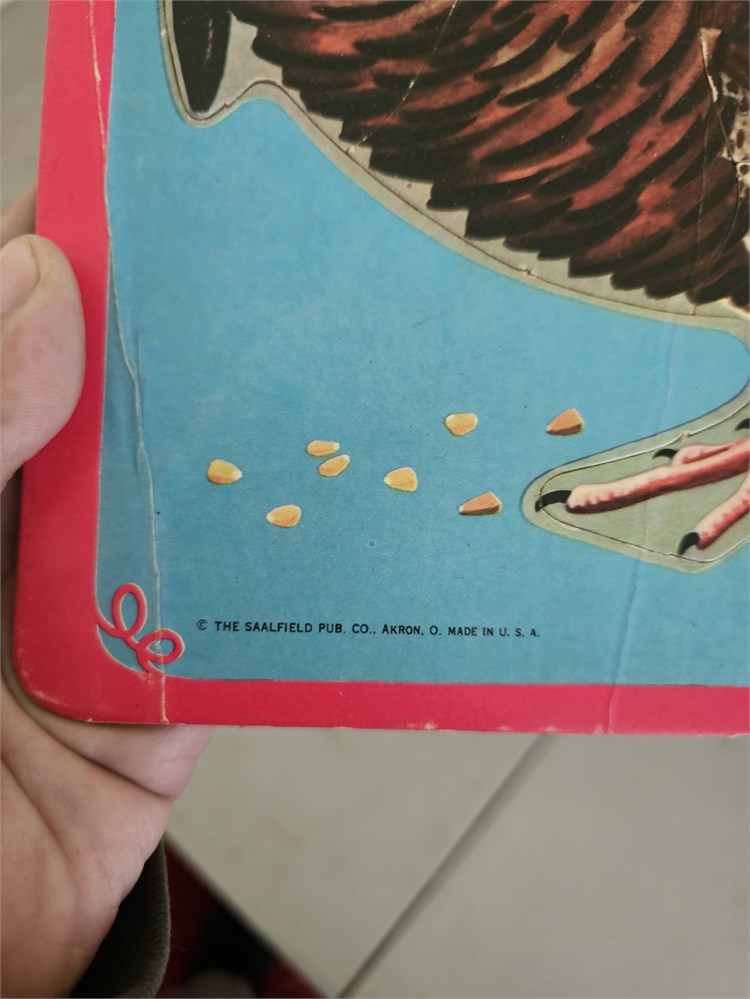 © THE SAALFIELD PUB. CO., AKRON, O. MADE IN U. S. A.